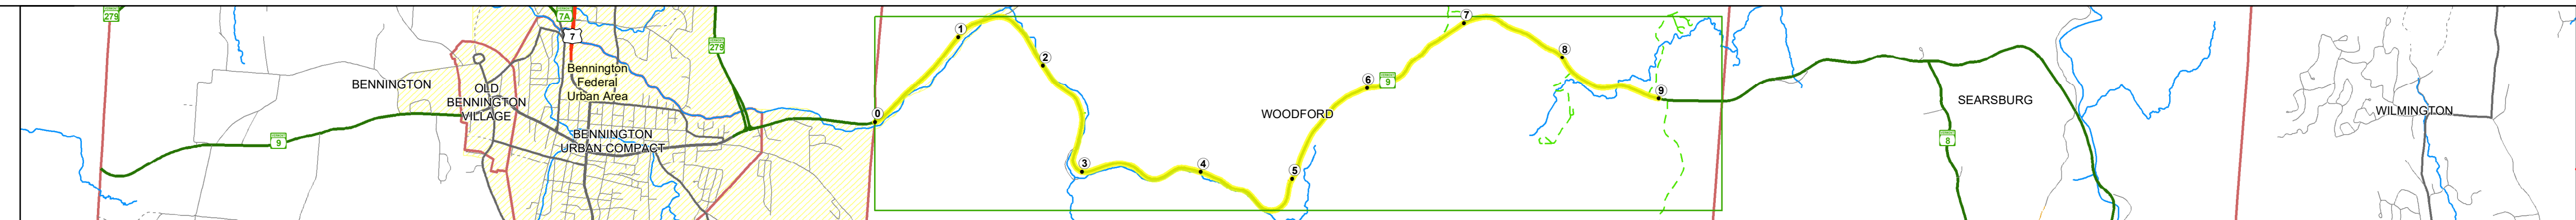 279
7A
7
279
BENNINGTON
OLD
BENNINGTON
VILLAGE
Bennington
Federal
Urban Area
BENNINGTON
URBAN COMPACT
9
0
1
2
3
4
5
6
9
7
8
9
WOODFORD
SEARSBURG
8
WILMINGTON